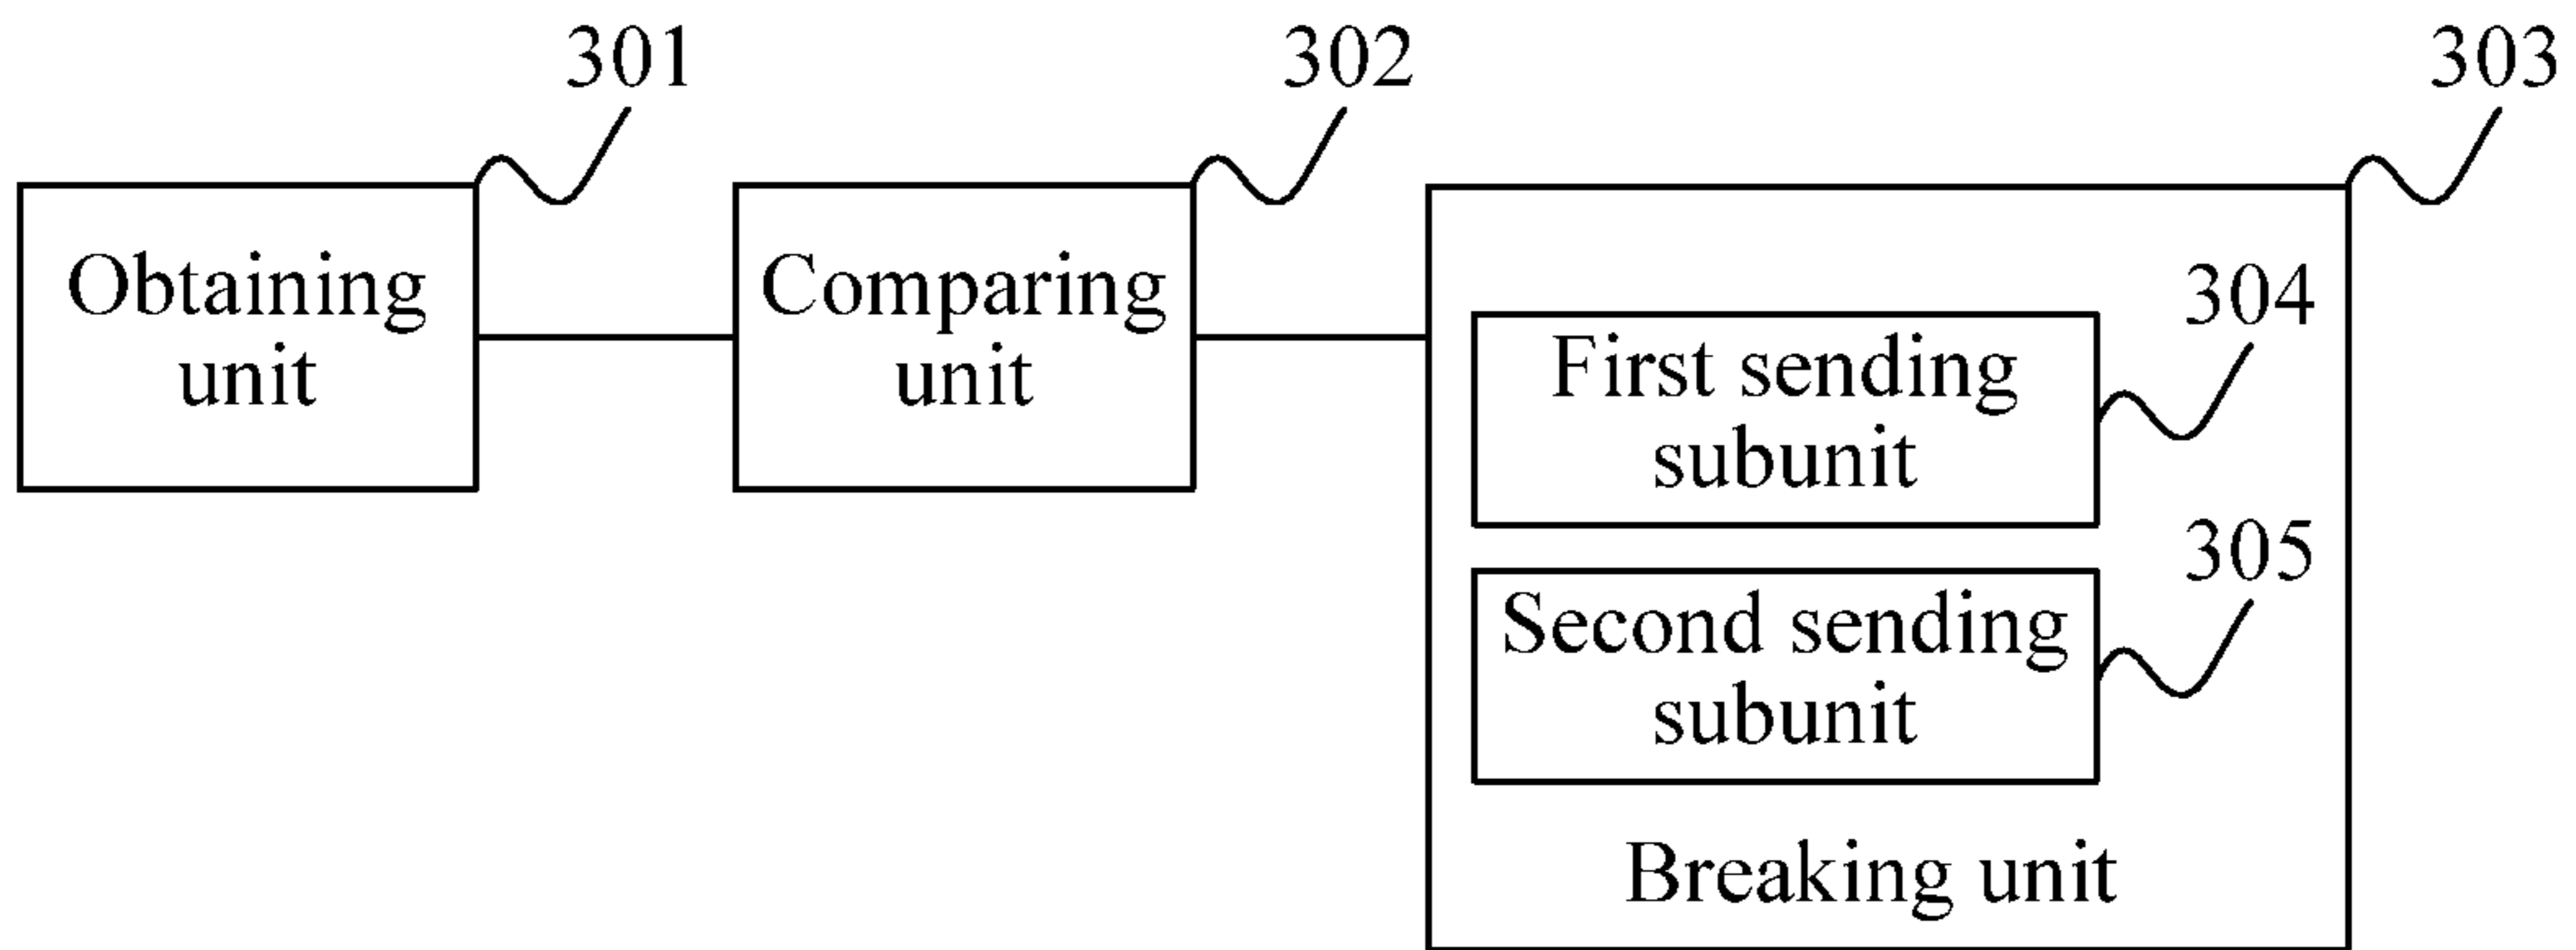 301
302
303
Obtaining
unit
Comparing
unit
304
First sending
subunit
305
Second sending
subunit
Breaking unit